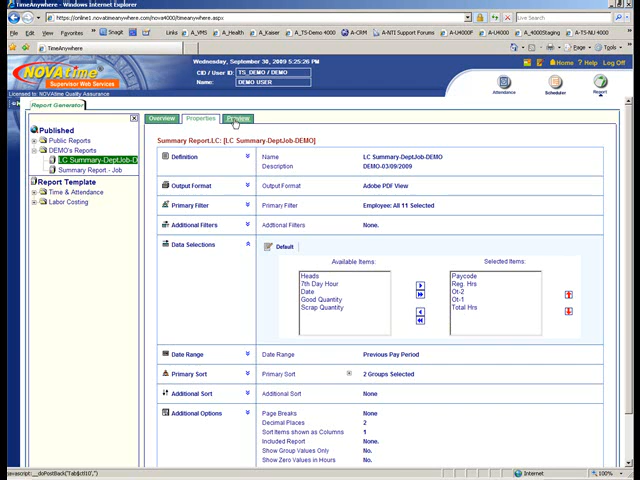 TimeAnywhere - Windows Internet Explorer
https://online1.novatimeanywhere.com/nova4000/timeanywhere.aspx
Live Search
File Edit View Favorites Tools Help
SnagIt
Links A_VMS A_Health A_Kaiser A-TS-Demo 4000 A-CRM A-NTI Support Forums A-LI4000F A-U4000F A_4000Staging A-TS-NLI 4000
TimeAnywhere
Page Tools
NOVAtime
Supervisor Web Services
Licensed to: NOVAtime Quality Assurance
Wednesday, September 30, 2009 5:25:26 PM
CID / User ID: TS_DEMO / DEMO
Name: DEMO USER
Home ? Help Log Off
Attendance Scheduler Report
Report Generator
Published
Public Reports
DEMO's Reports
LC Summary-DeptJob-D
Summary Report - Job
Report Template
Time & Attendance
Labor Costing
Overview Properties Preview
Summary Report.LC: [LC Summary-DeptJob-DEMO]
Definition Name LC Summary-DeptJob-DEMO
Description DEMO-03/09/2009
Output Format Output Format Adobe PDF View
Primary Filter Primary Filter Employee: All 11 Selected
Additional Filters Additional Filters None.
Data Selections Default
Available Items: Selected Items:
Heads Paycode
7th Day Hour Reg. Hrs
Date Ot-2
Good Quantity Ot-1
Scrap Quantity Total Hrs
Date Range Date Range Previous Pay Period
Primary Sort Primary Sort 2 Groups Selected
Additional Sort Additional Sort None
Additional Options Page Breaks None
Decimal Places 2
Sort Items shown as Columns 1
Included Report None.
Show Group Values Only No.
Show Zero Values in Hours No.
Internet 100%